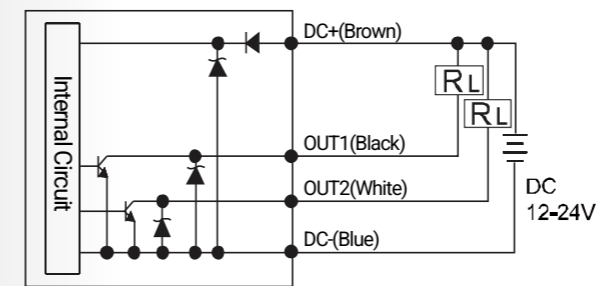 DC+(Brown)
RL
RL
Internal Circuit
OUT1(Black)
OUT2(White)
DC
12-24V
DC-(Blue)